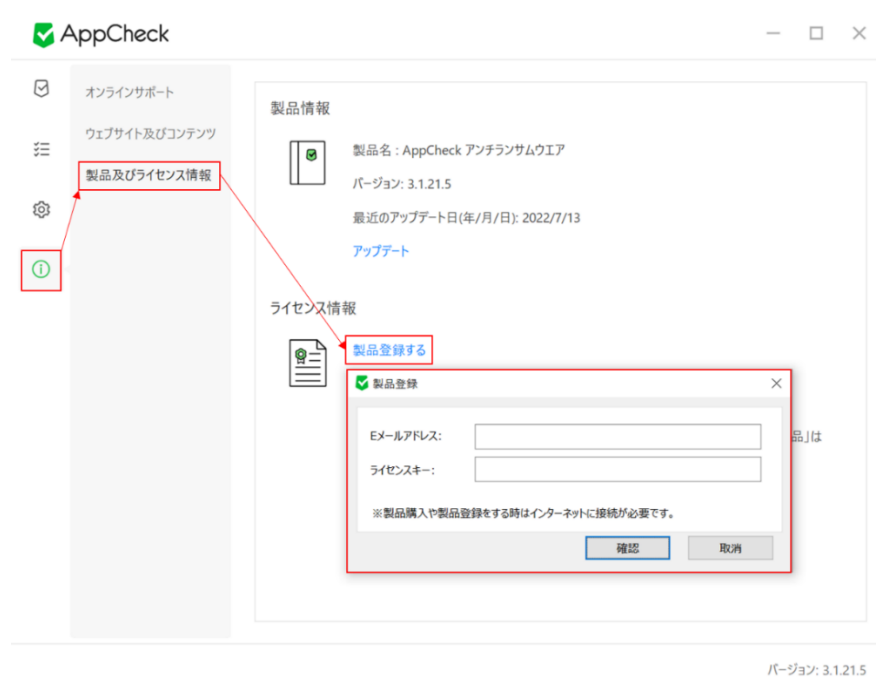 AppCheck
オンラインサポート
ウェブサイト及びコンテンツ
製品及びライセンス情報
製品情報
製品名 : AppCheck アンチランサムウエア
バージョン: 3.1.21.5
最近のアップデート日(年/月/日): 2022/7/13
アップデート
ライセンス情報
製品登録する
製品登録
Eメールアドレス:
品」は
ライセンスキー:
※製品購入や製品登録をする時はインターネットに接続が必要です。
確認
取消
バージョン: 3.1.21.5